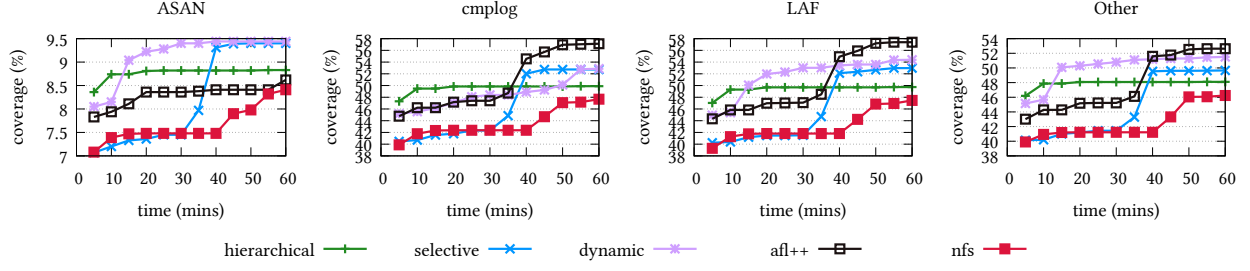 ASAN
cmplog
LAF
Other
coverage (%)
9.5
9
8.5
8
7.5
7
0 10 20 30 40 50 60
time (mins)
coverage (%)
58
56
54
52
50
48
46
44
42
40
38
0 10 20 30 40 50 60
time (mins)
coverage (%)
58
56
54
52
50
48
46
44
42
40
38
0 10 20 30 40 50 60
time (mins)
coverage (%)
54
52
50
48
46
44
42
40
38
0 10 20 30 40 50 60
time (mins)
hierarchical selective dynamic afl++ nfs